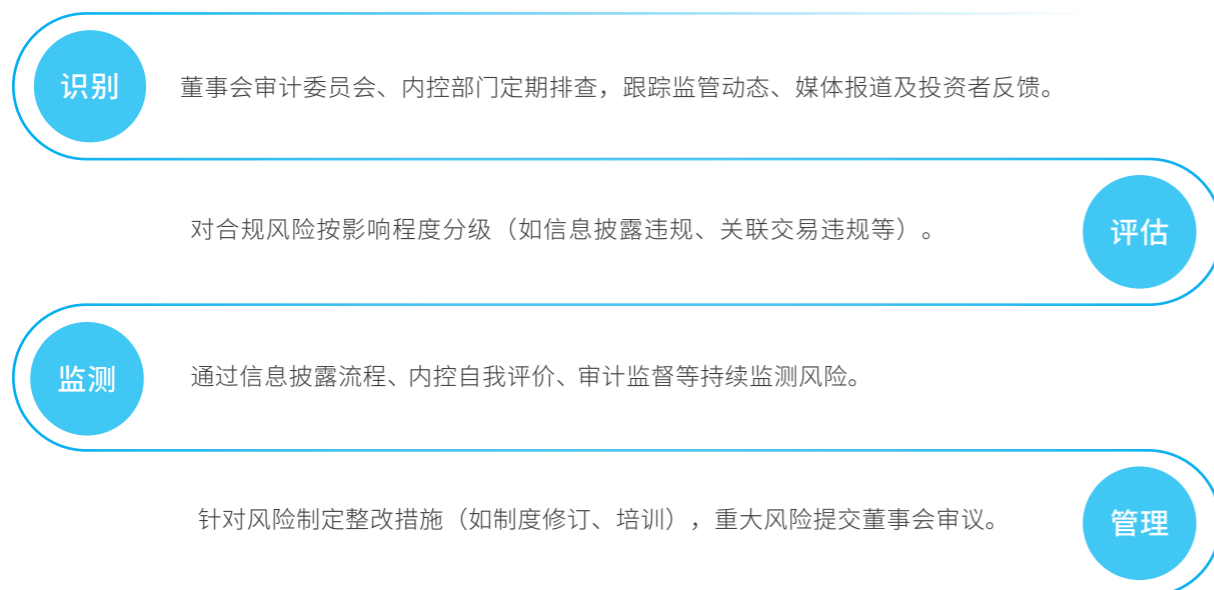 识别
董事会审计委员会、内控部门定期排查，跟踪监管动态、媒体报道及投资者反馈。
对合规风险按影响程度分级（如信息披露违规、关联交易违规等）。
评估
监测
通过信息披露流程、内控自我评价、审计监督等持续监测风险。
针对风险制定整改措施（如制度修订、培训），重大风险提交董事会审议。
管理